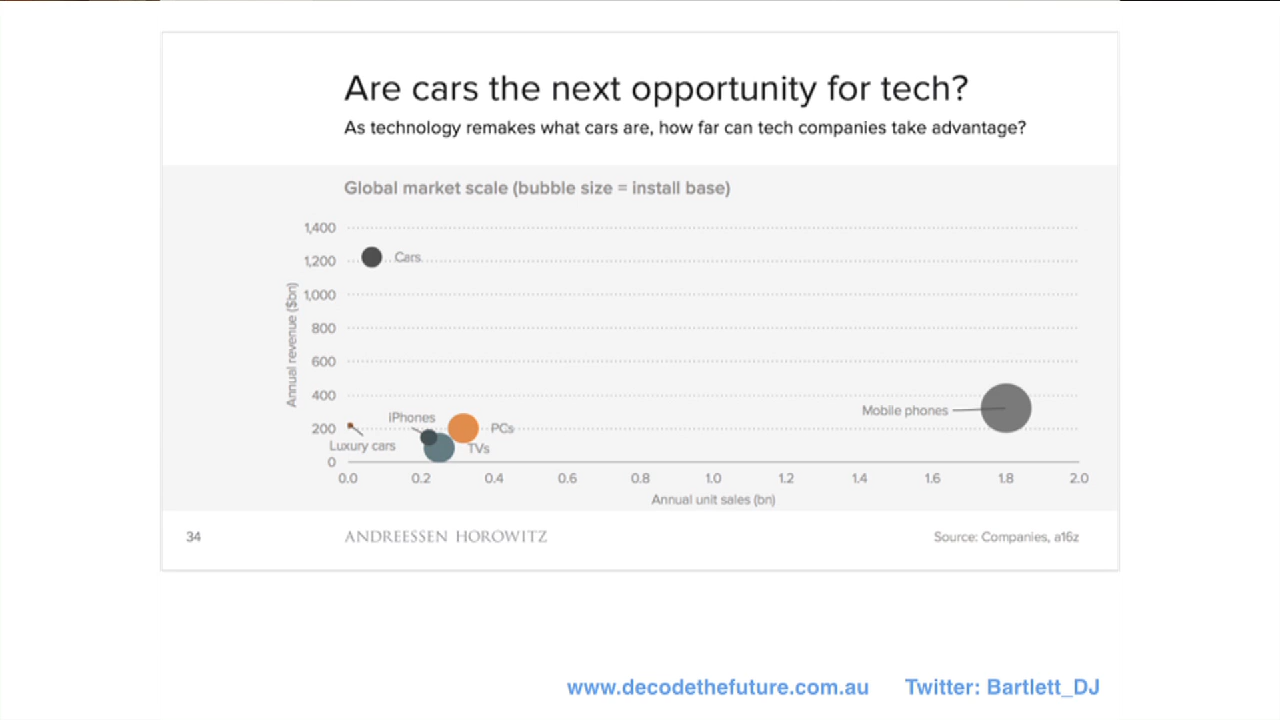 Are cars the next opportunity for tech?
As technology remakes what cars are, how far can tech companies take advantage?
Global market scale (bubble size = install base)
1,400
Cars
1,200
1,000
800
600
400
200
0
Annual revenue ($bn)
iPhones
Luxury cars
PCs
TVs
Mobile phones
0.0 0.2 0.4 0.6 0.8 1.0 1.2 1.4 1.6 1.8 2.0
Annual unit sales (bn)
34 ANDREESSEN HOROWITZ Source: Companies, a16z
www.decodethefuture.com.au Twitter: Bartlett_DJ